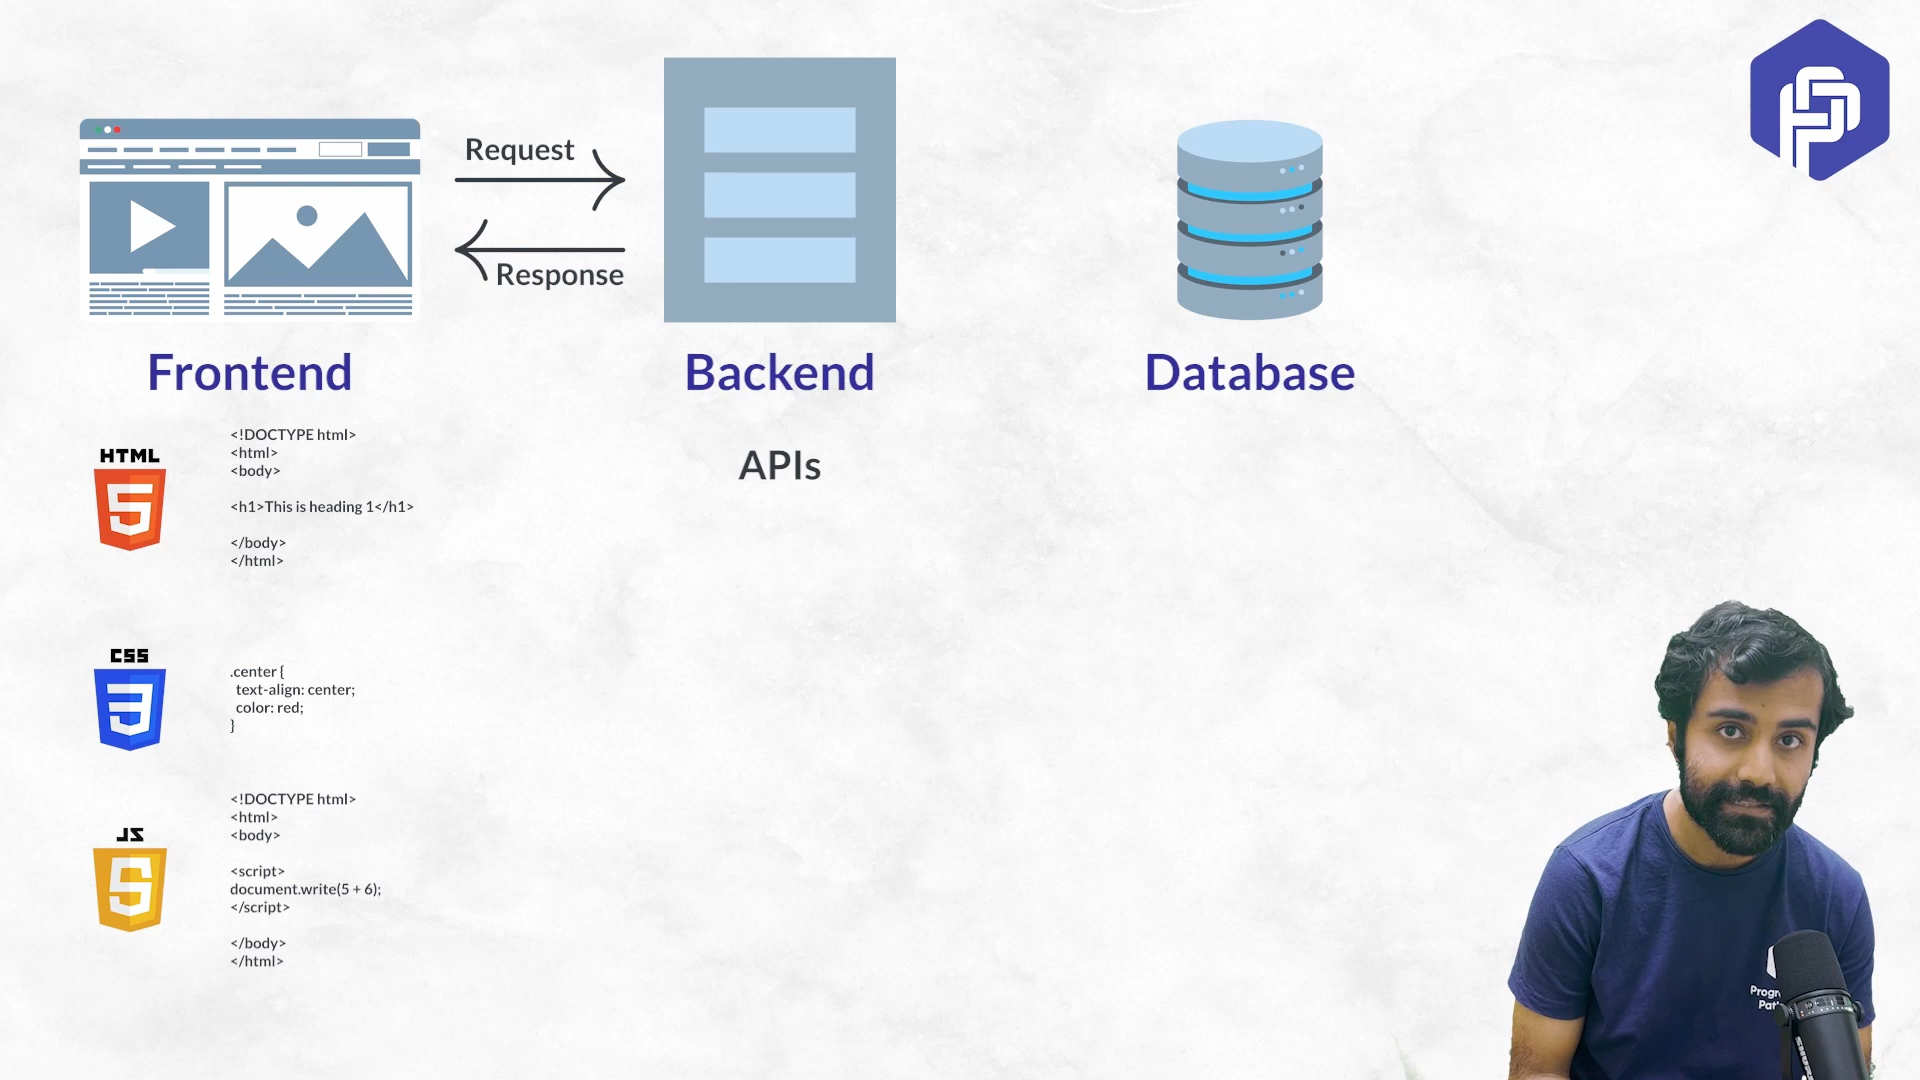 Request
Response
Frontend
Backend
Database
HTML
<!DOCTYPE html>
<html>
<body>
<h1>This is heading 1</h1>
</body>
</html>
APIs
CSS
.center {
text-align: center;
color: red;
}
JS
<!DOCTYPE html>
<html>
<body>
<script>
document.write(5 + 6);
</script>
</body>
</html>